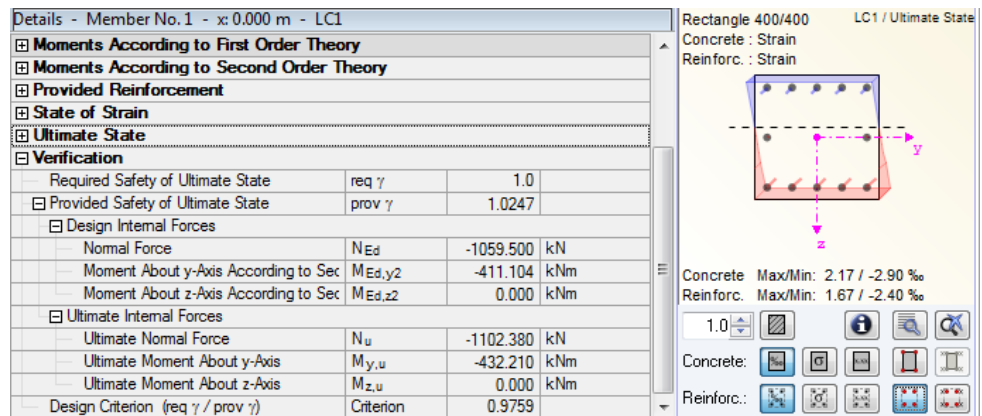 Details - Member No. 1 - x: 0.000 m - LC1
Moments According to First Order Theory
Moments According to Second Order Theory
Provided Reinforcement
State of Strain
Ultimate State
Verification
Required Safety of Ultimate State req γ 1.0
Provided Safety of Ultimate State prov γ 1.0247
Design Internal Forces
Normal Force NEd -1059.500 kN
Moment About y-Axis According to Sec MEd,y2 -411.104 kNm
Moment About z-Axis According to Sec MEd,z2 0.000 kNm
Ultimate Internal Forces
Ultimate Normal Force Nu -1102.380 kN
Ultimate Moment About y-Axis My,u -432.210 kNm
Ultimate Moment About z-Axis Mz,u 0.000 kNm
Design Criterion (req γ / prov γ) Criterion 0.9759
Rectangle 400/400 LC1 / Ultimate State
Concrete : Strain
Reinforc. : Strain
y
z
Concrete Max/Min: 2.17 / -2.90 ‰
Reinforc. Max/Min: 1.67 / -2.40 ‰
1.0
Concrete: ‰ σ
Reinforc.: